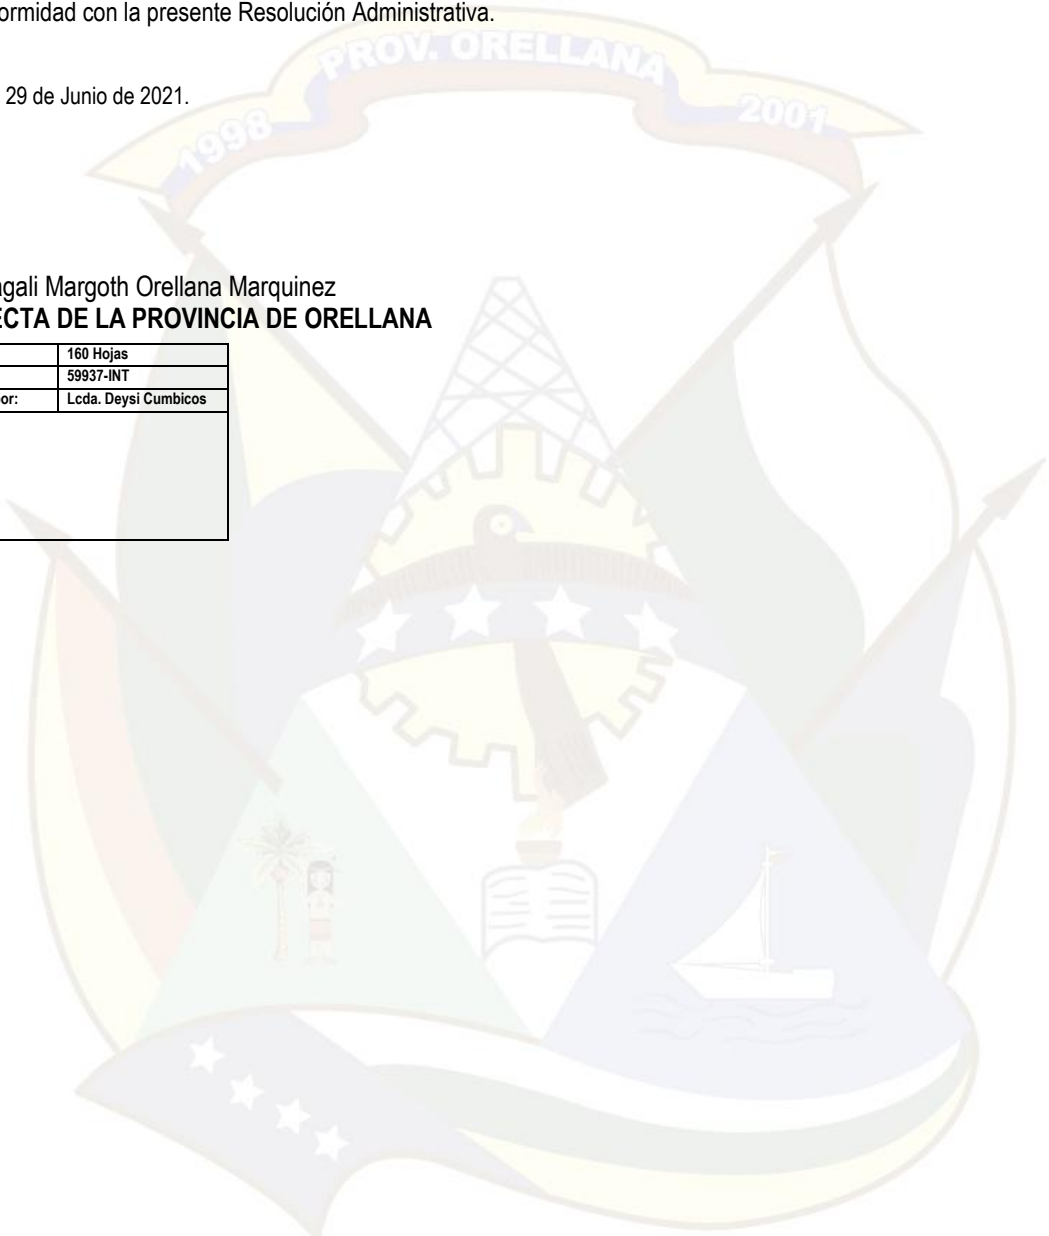 ormidad con la presente Resolución Administrativa.
PROV. ORELLANA
29 de Junio de 2021.
1998
2001
agali Margoth Orellana Marquinez
ECTA DE LA PROVINCIA DE ORELLANA
160 Hojas
59937-INT
por: Lcda. Deysi Cumbicos